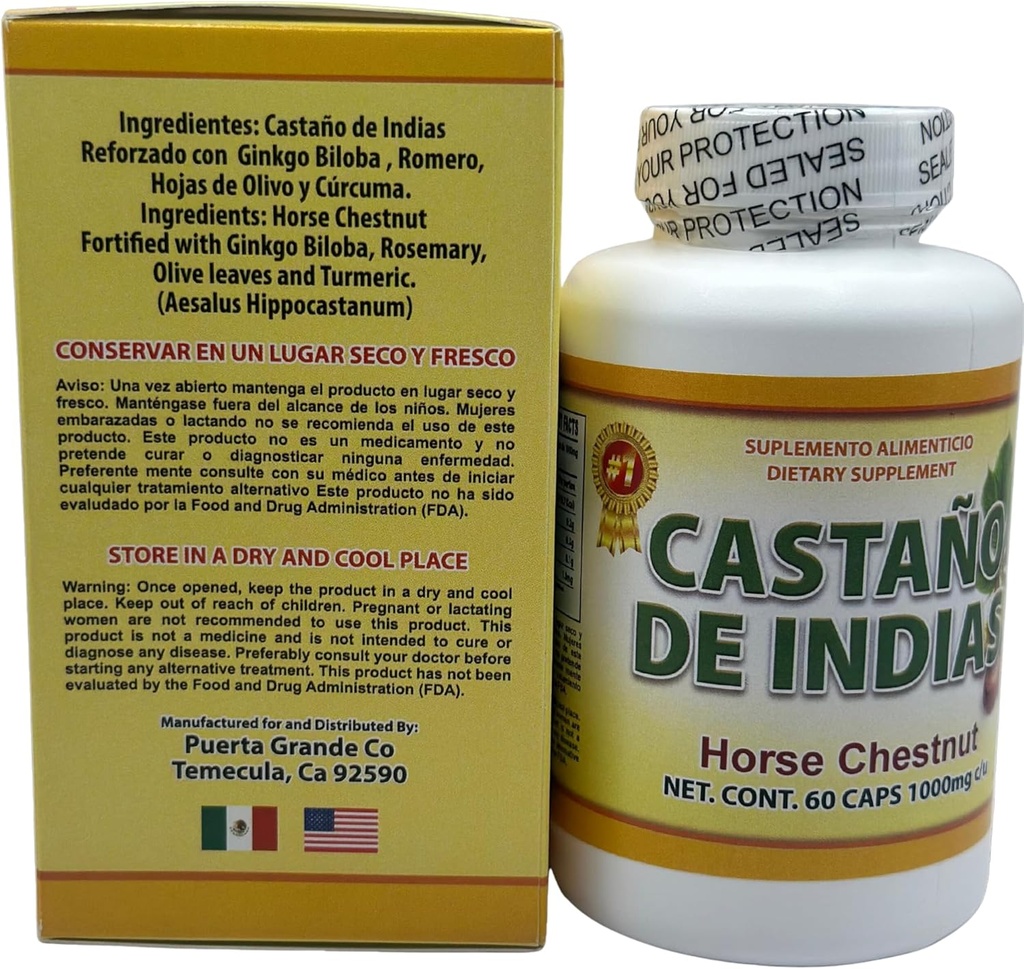 Ingredientes: Castaño de Indias
Reforzado con Ginkgo Biloba , Romero,
Hojas de Olivo y Cúrcuma.
Ingredients: Horse Chestnut
Fortified with Ginkgo Biloba, Rosemary,
Olive leaves and Turmeric.
(Aesalus Hippocastanum)
CONSERVAR EN UN LUGAR SECO Y FRESCO
Aviso: Una vez abierto mantenga el producto en lugar seco y
fresco. Manténgase fuera del alcance de los niños. Mujeres
embarazadas o lactando no se recomienda el uso de este
producto. Este producto no es un medicamento y no
pretende curar o diagnosticar ninguna enfermedad.
Preferente mente consulte con su médico antes de iniciar
cualquier tratamiento alternativo Este producto no ha sido
evaludado por la Food and Drug Administration (FDA).
STORE IN A DRY AND COOL PLACE
Warning: Once opened, keep the product in a dry and cool
place. Keep out of reach of children. Pregnant or lactating
women are not recommended to use this product. This
product is not a medicine and is not intended to cure or
diagnose any disease. Preferably consult your doctor before
starting any alternative treatment. This product has not been
evaluated by the Food and Drug Administration (FDA).
Manufactured for and Distributed By:
Puerta Grande Co
Temecula, Ca 92590
FOR YOUR
YOUR PROTECTION
SEALED FOR YOU
PROTECTION
SEALED
FACTS
#1
SUPLEMENTO ALIMENTICIO
DIETARY SUPPLEMENT
CASTAÑO
DE INDIAS
Horse Chestnut
NET. CONT. 60 CAPS 1000mg c/u